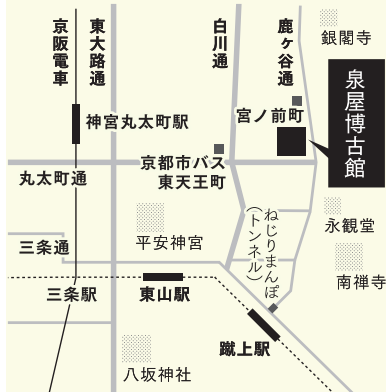 京阪電車
東大路通
白川通
鹿ヶ谷通
銀閣寺
泉屋博古館
神宮丸太町駅
宮ノ前町
京都市バス
東天王町
丸太町通
ねじりまんぽ
(トンネル)
永観堂
平安神宮
三条通
南禅寺
三条駅
東山駅
蹴上駅
八坂神社